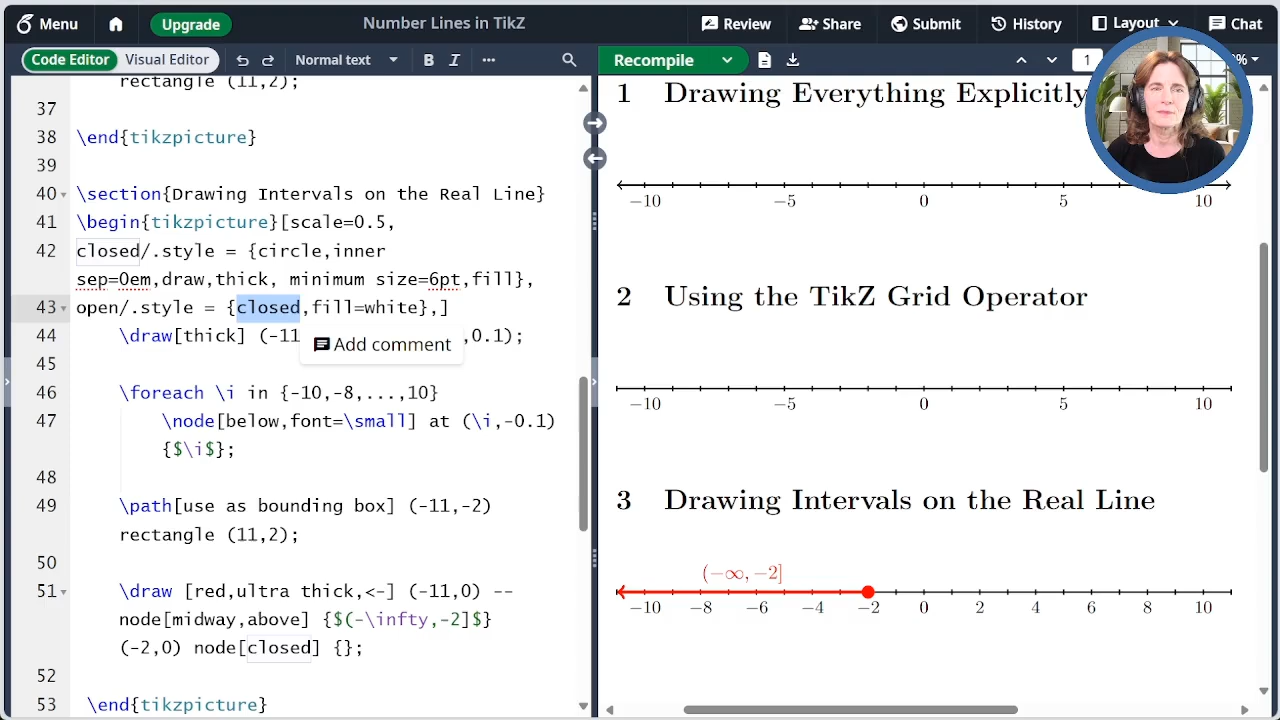 Menu
Upgrade
Number Lines in TikZ
Review
Share
Submit
History
Layout
Chat
Code Editor
Visual Editor
Normal text
B
I
Recompile
1
rectangle (11,2);
37
38 \end{tikzpicture}
39
40 \section{Drawing Intervals on the Real Line}
41 \begin{tikzpicture}[scale=0.5,
42 closed/.style = {circle,inner
sep=0em,draw,thick, minimum size=6pt,fill},
43 open/.style = {closed,fill=white},]
44 \draw[thick] (-11 ,0.1);
Add comment
45
46 \foreach \i in {-10,-8,...,10}
47 \node[below,font=\small] at (\i,-0.1)
{$\i$};
48
49 \path[use as bounding box] (-11,-2)
rectangle (11,2);
50
51 \draw [red,ultra thick,<-] (-11,0) --
node[midway,above] {$(-\infty,-2]$}
(-2,0) node[closed] {};
52
53 \end{tikzpicture}
1 Drawing Everything Explicitly
−10 −5 0 5 10
2 Using the TikZ Grid Operator
−10 −5 0 5 10
3 Drawing Intervals on the Real Line
(−∞, −2]
−10 −8 −6 −4 −2 0 2 4 6 8 10